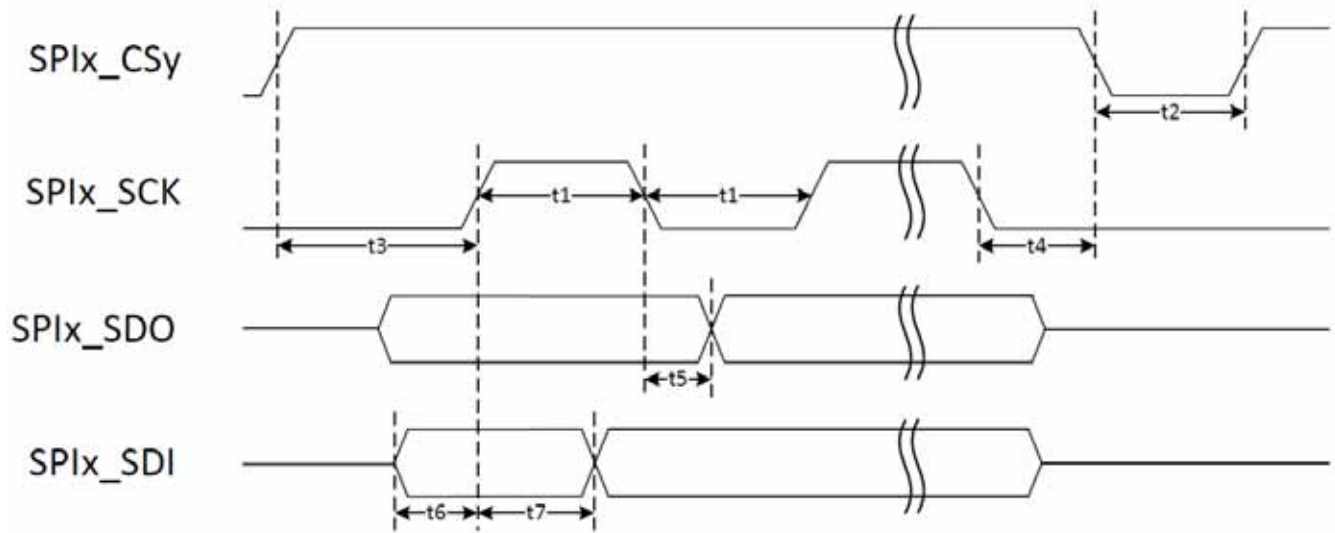 SPIx_CSy
t2
SPIx_SCK
t1
t1
t3
t4
SPIx_SDO
t5
SPIx_SDI
t6
t7